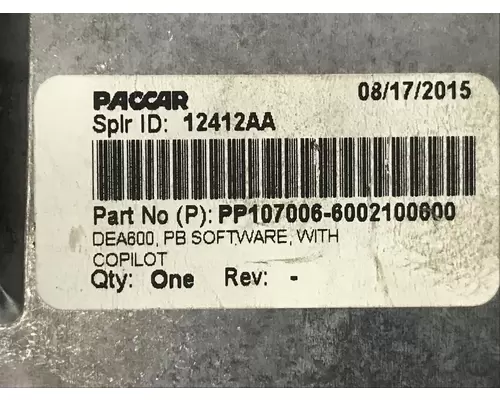 PACCAR 08/17/2015
Splr ID: 12412AA
Part No (P): PP107006-6002100600
DEA600, PB SOFTWARE, WITH
COPILOT
Qty: One Rev: -